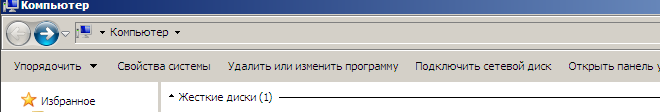 Компьютер
Компьютер
Упорядочить Свойства системы Удалить или изменить программу Подключить сетевой диск Открыть панель
Избранное Жесткие диски (1)